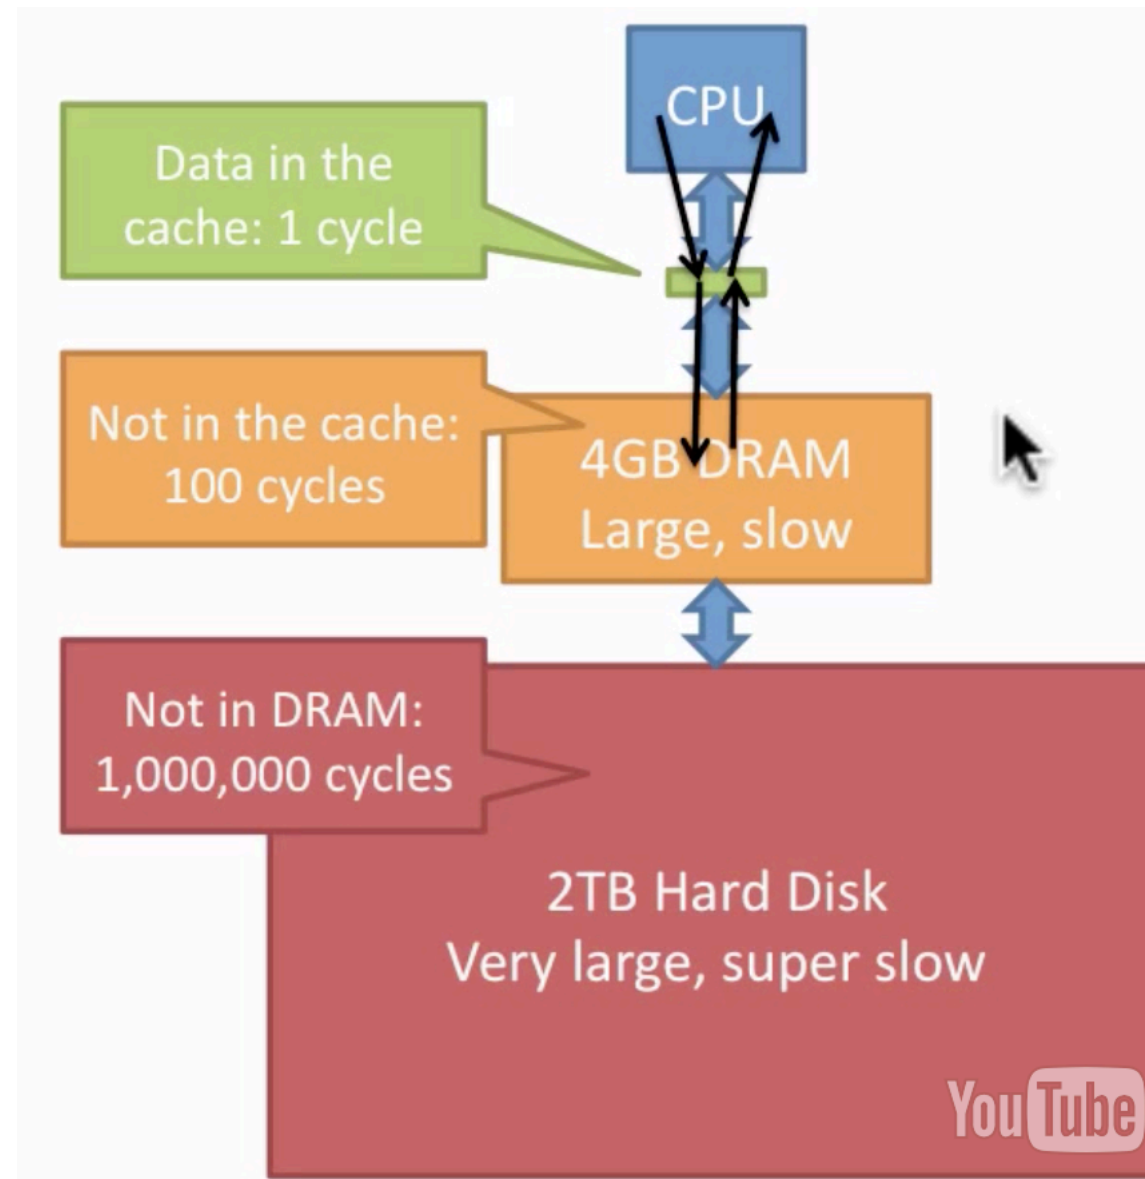 CPU
Data in the
cache: 1 cycle
Not in the cache:
100 cycles
4GB DRAM
Large, slow
Not in DRAM:
1,000,000 cycles
2TB Hard Disk
Very large, super slow
YouTube